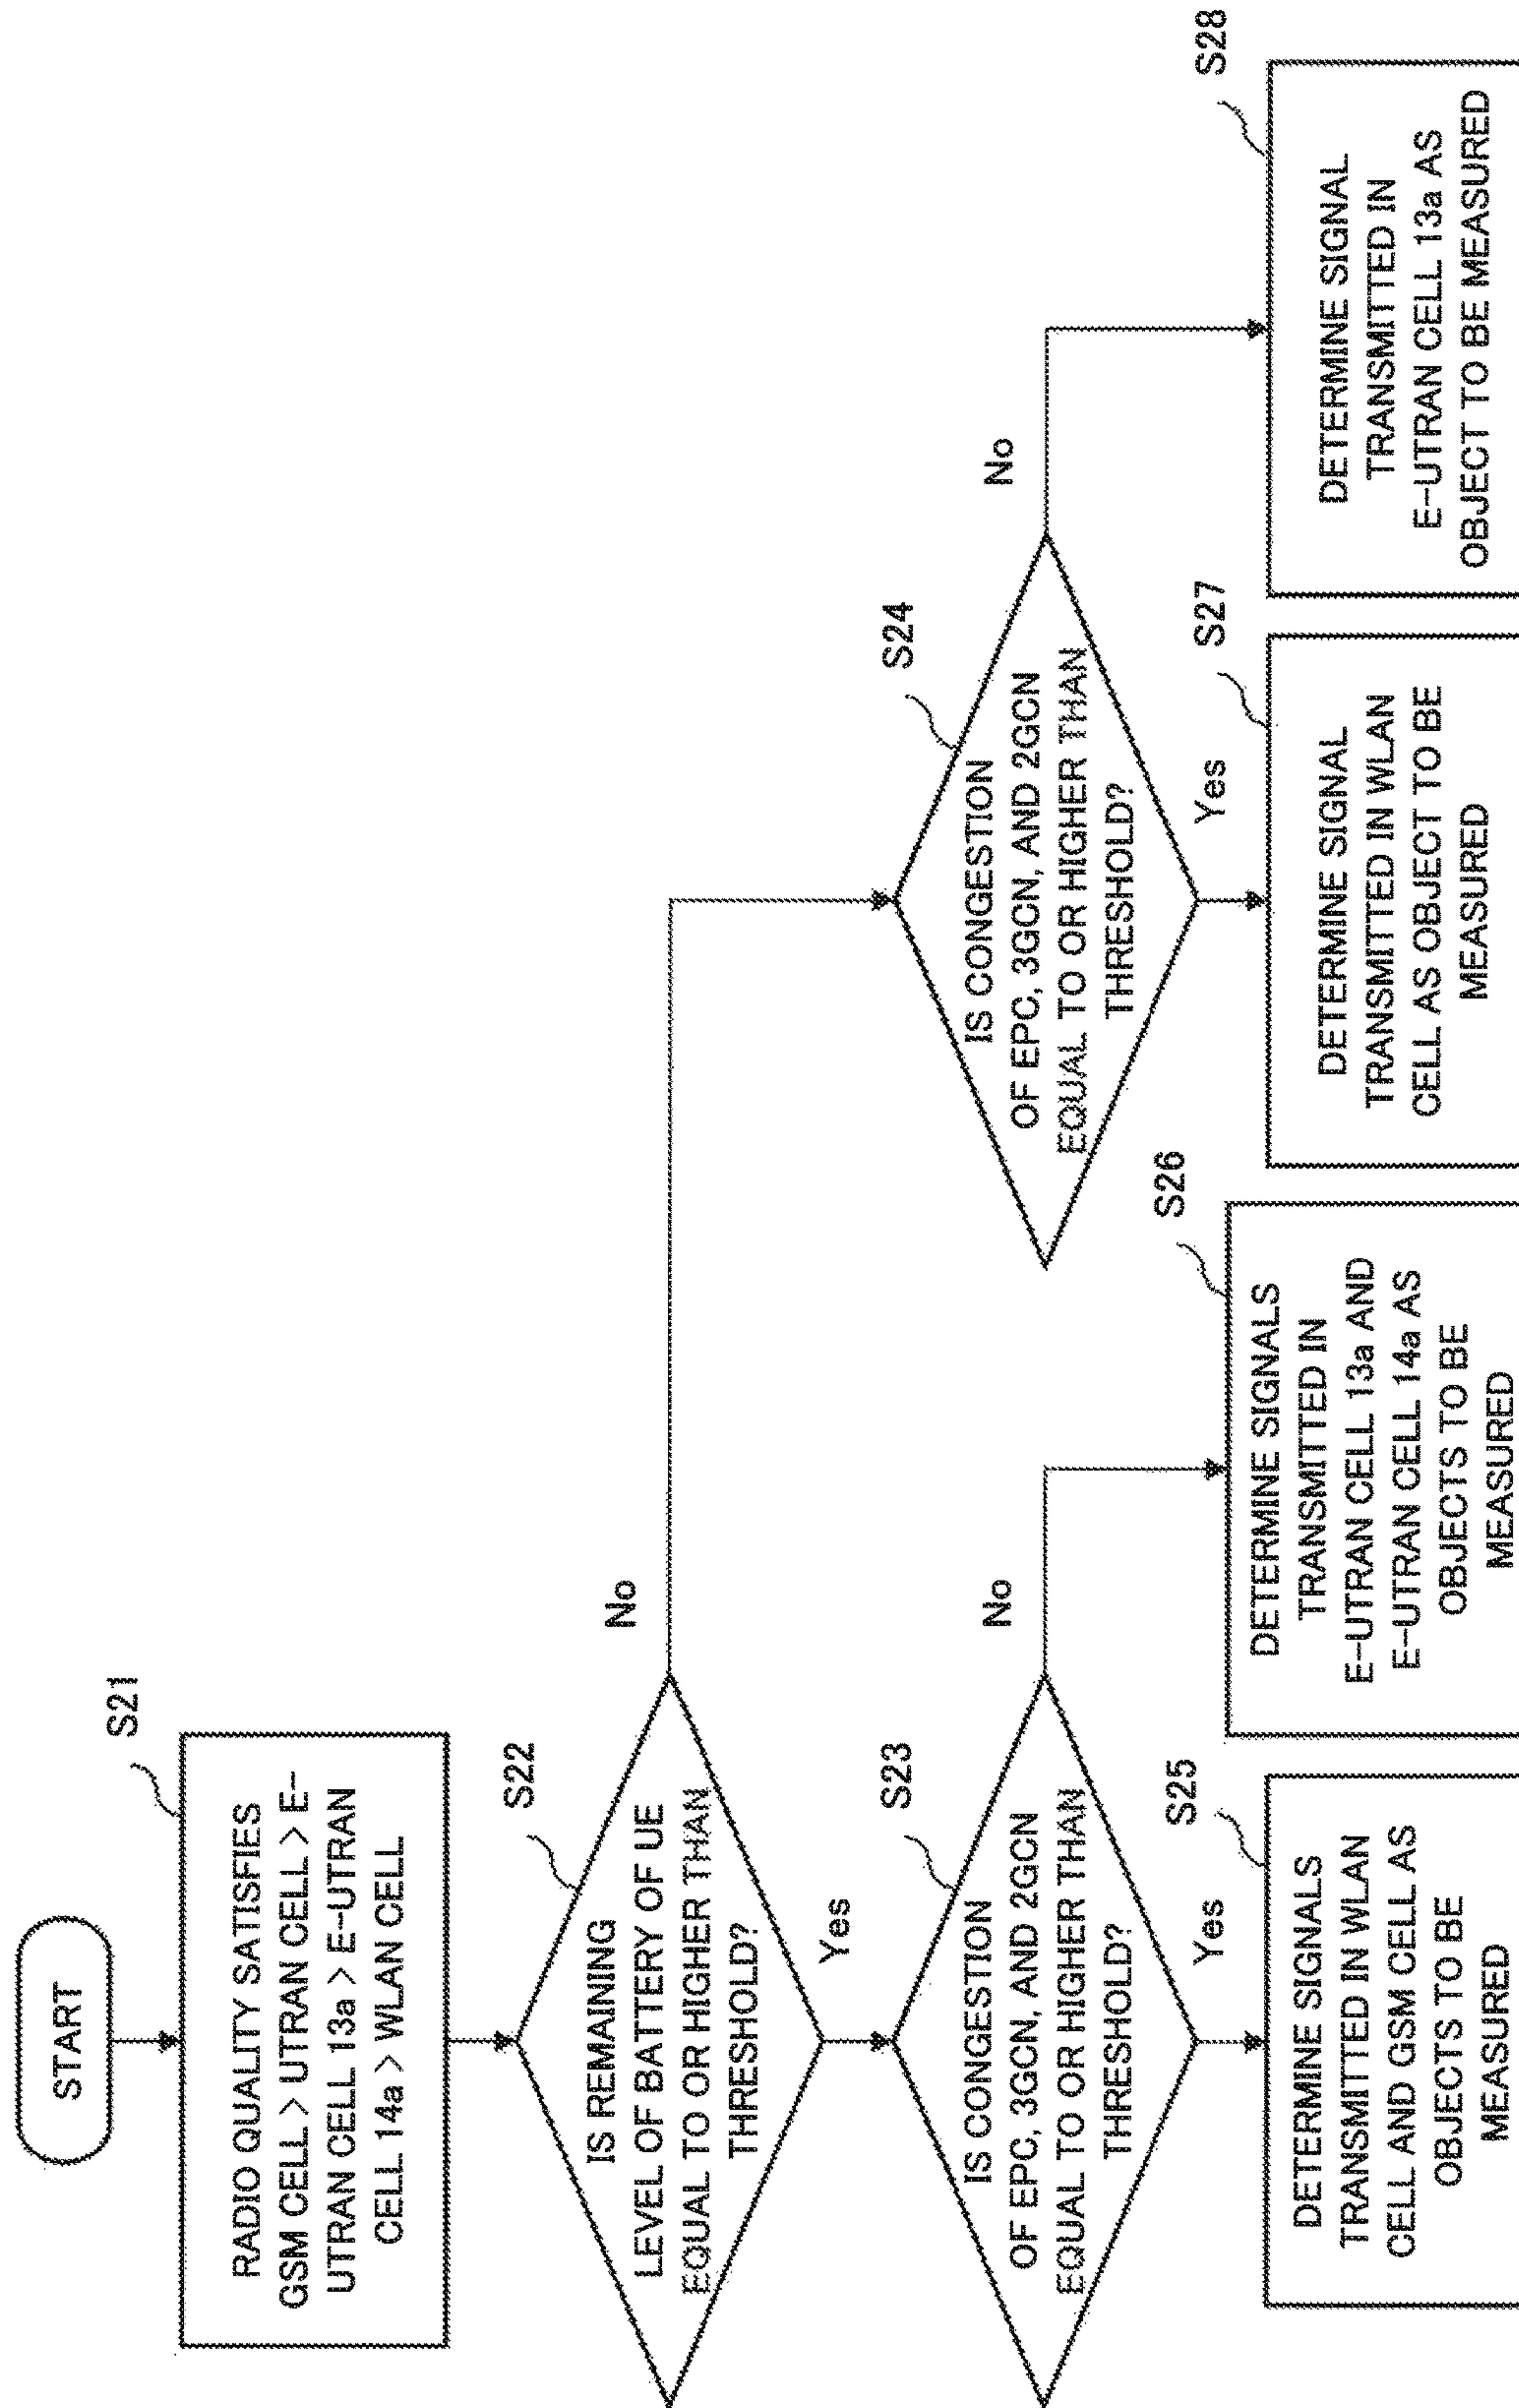 START
S21
RADIO QUALITY SATISFIES
GSM CELL > UTRAN CELL > E-
UTRAN CELL 13a > E-UTRAN
CELL 14a > WLAN CELL
S22
IS REMAINING
LEVEL OF BATTERY OF UE
EQUAL TO OR HIGHER THAN
THRESHOLD?
No
Yes
S23
IS CONGESTION
OF EPC, 3GCN, AND 2GCN
EQUAL TO OR HIGHER THAN
THRESHOLD?
No
Yes
S24
IS CONGESTION
OF EPC, 3GCN, AND 2GCN
EQUAL TO OR HIGHER THAN
THRESHOLD?
No
Yes
S25
DETERMINE SIGNALS
TRANSMITTED IN WLAN
CELL AND GSM CELL AS
OBJECTS TO BE
MEASURED
S26
DETERMINE SIGNALS
TRANSMITTED IN
E-UTRAN CELL 13a AND
E-UTRAN CELL 14a AS
OBJECTS TO BE
MEASURED
S27
DETERMINE SIGNAL
TRANSMITTED IN WLAN
CELL AS OBJECT TO BE
MEASURED
S28
DETERMINE SIGNAL
TRANSMITTED IN
E-UTRAN CELL 13a AS
OBJECT TO BE MEASURED